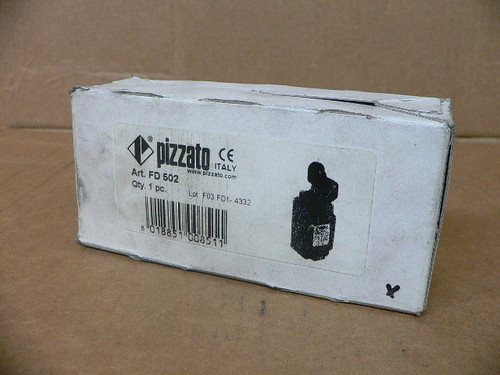 pizzato CE
ITALY
www.pizzato.com
Art. FD 502
Qty. 1 pc.
Lot F03 FD1- 4332
8 018851 008511
X